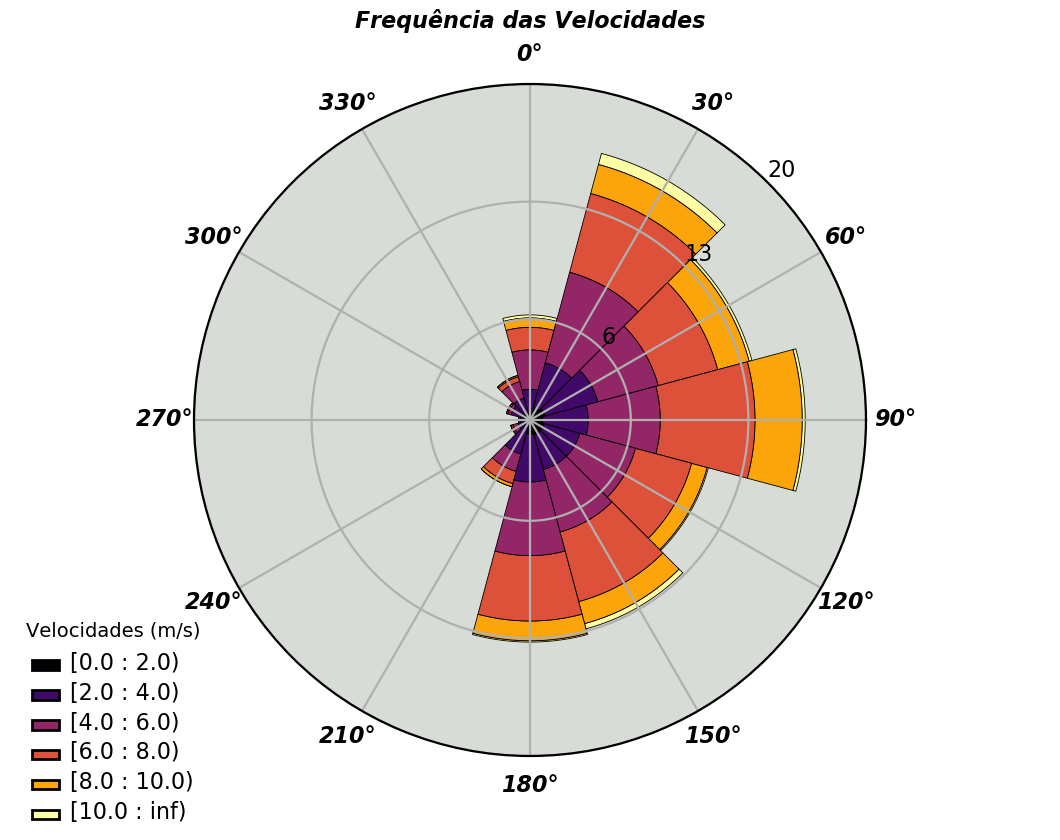 Frequência das Velocidades
0°
330°
30°
20
300°
60°
13
6
270°
90°
240°
120°
210°
150°
180°
Velocidades (m/s)
[0.0 : 2.0)
[2.0 : 4.0)
[4.0 : 6.0)
[6.0 : 8.0)
[8.0 : 10.0)
[10.0 : inf)